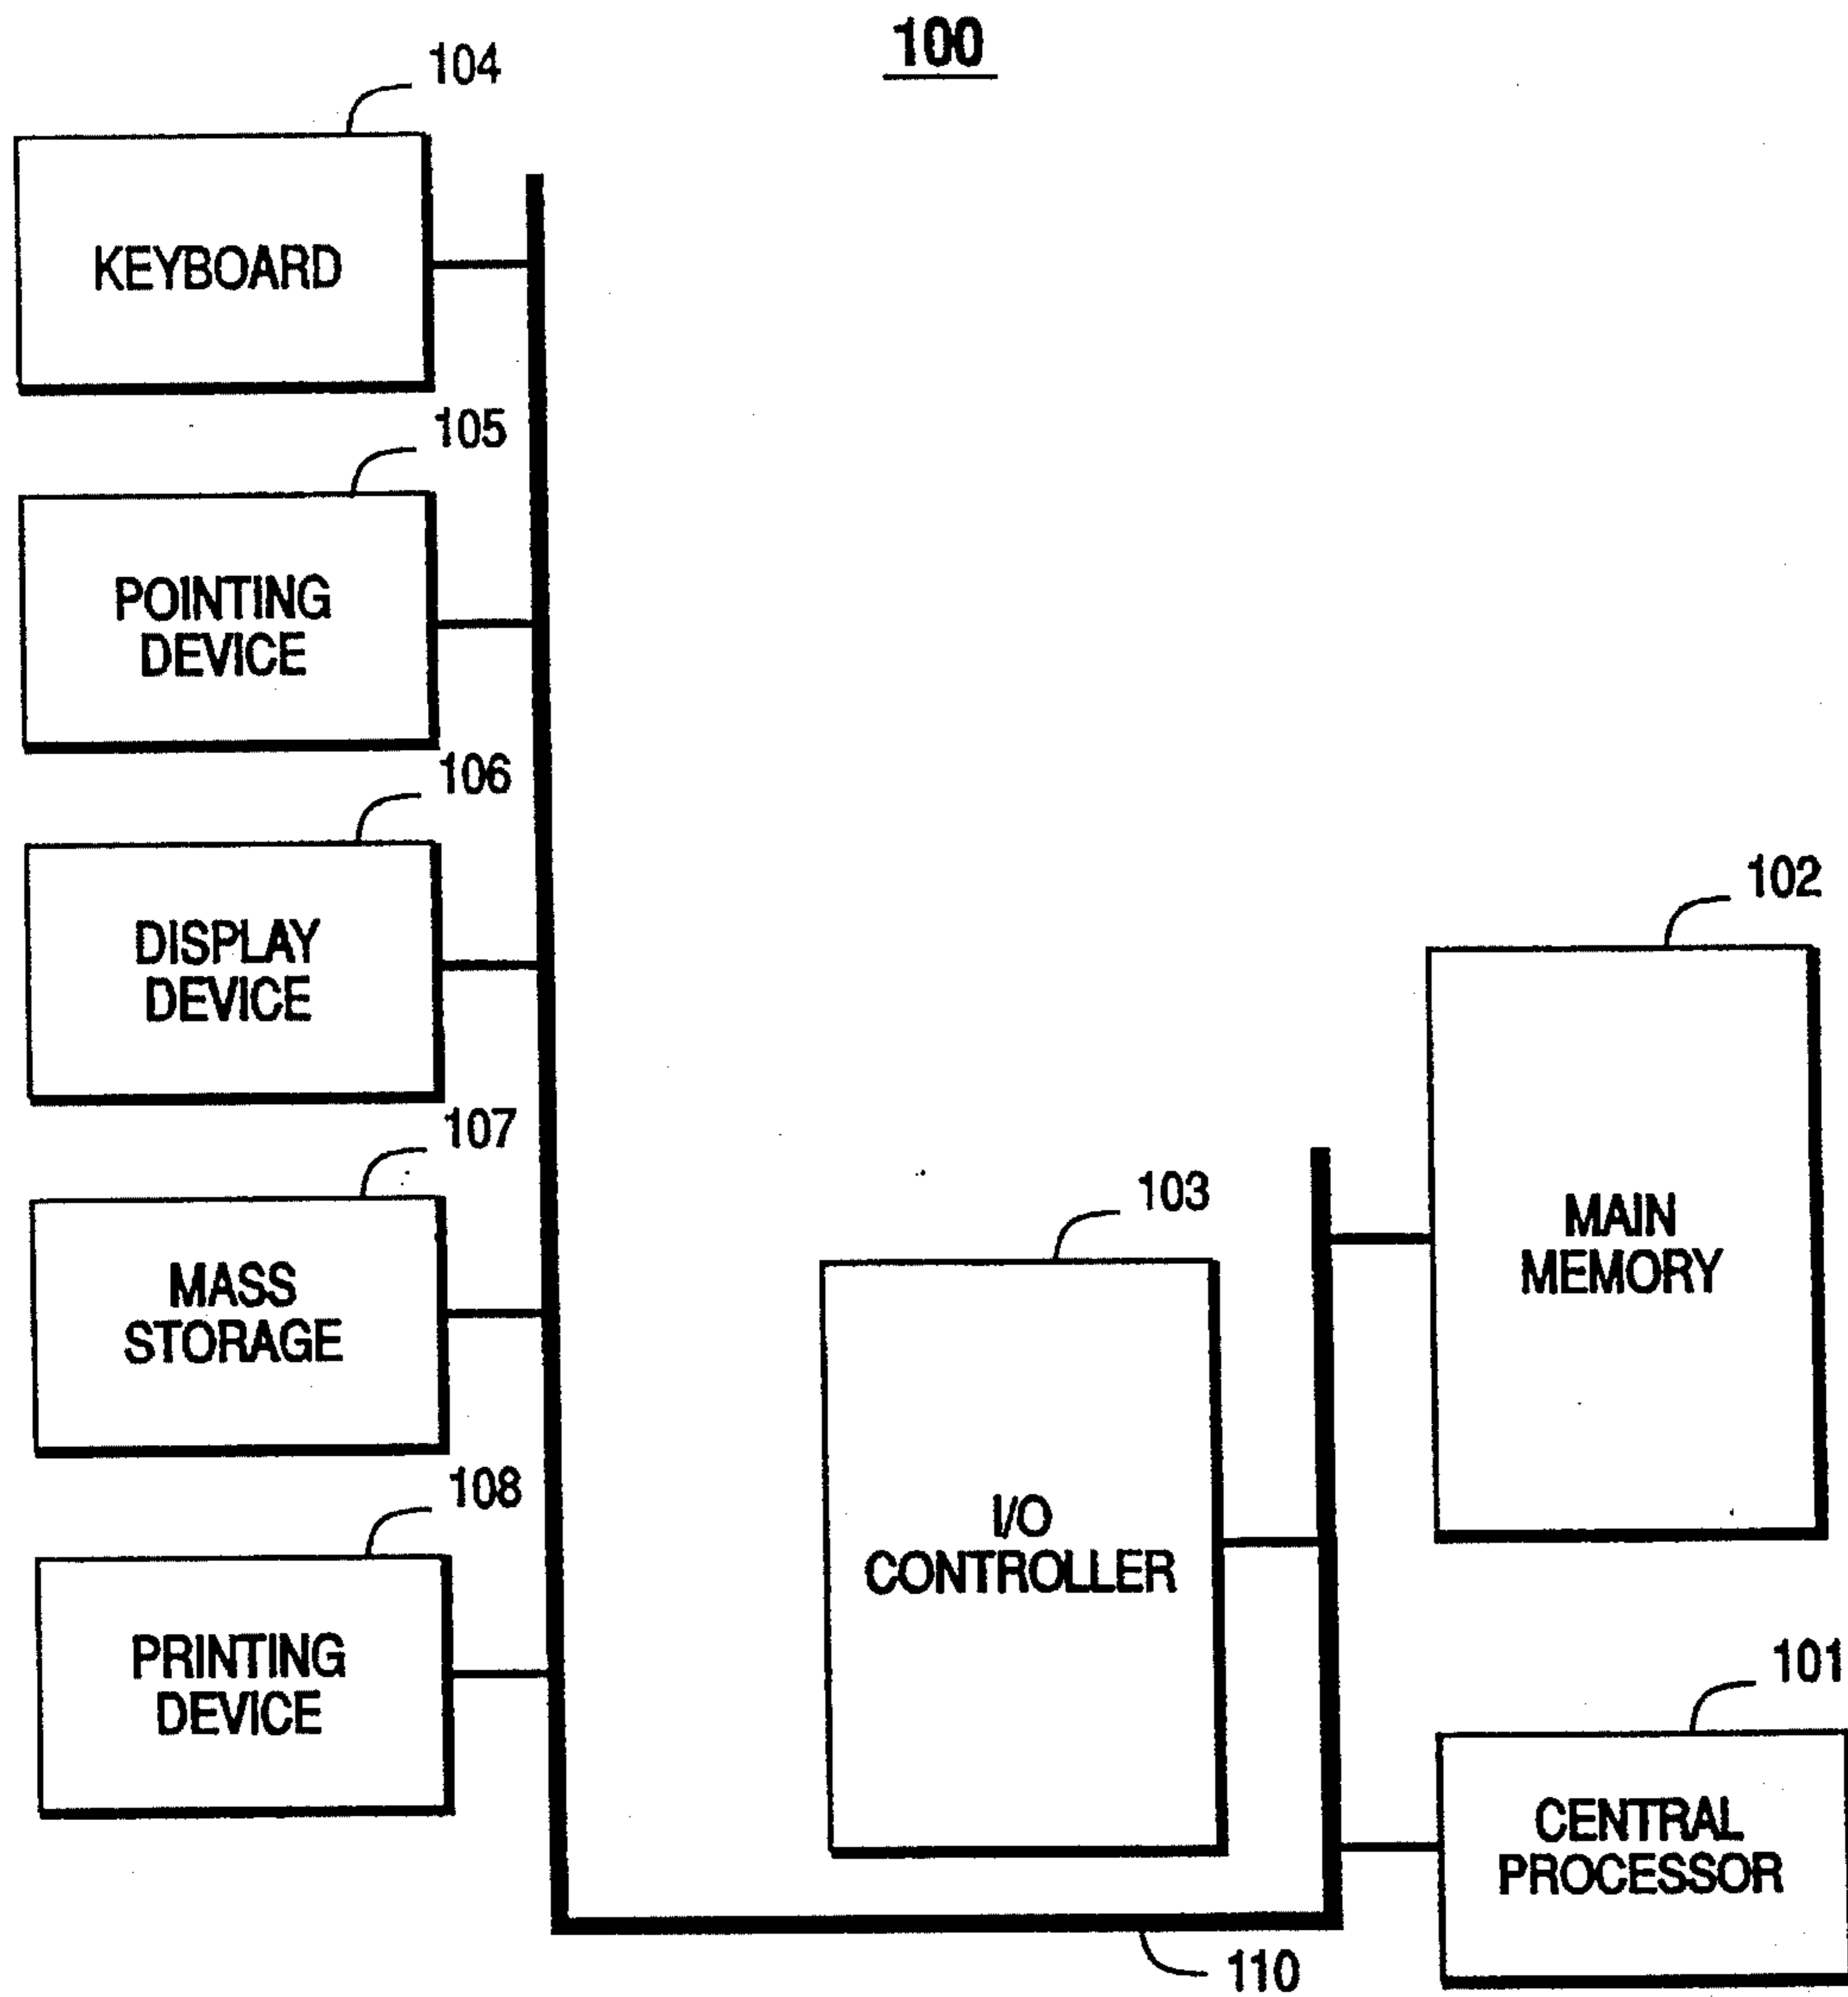 100
104
KEYBOARD
105
POINTING
DEVICE
106
DISPLAY
DEVICE
107
MASS
STORAGE
108
PRINTING
DEVICE
103
I/O
CONTROLLER
102
MAIN
MEMORY
101
CENTRAL
PROCESSOR
110